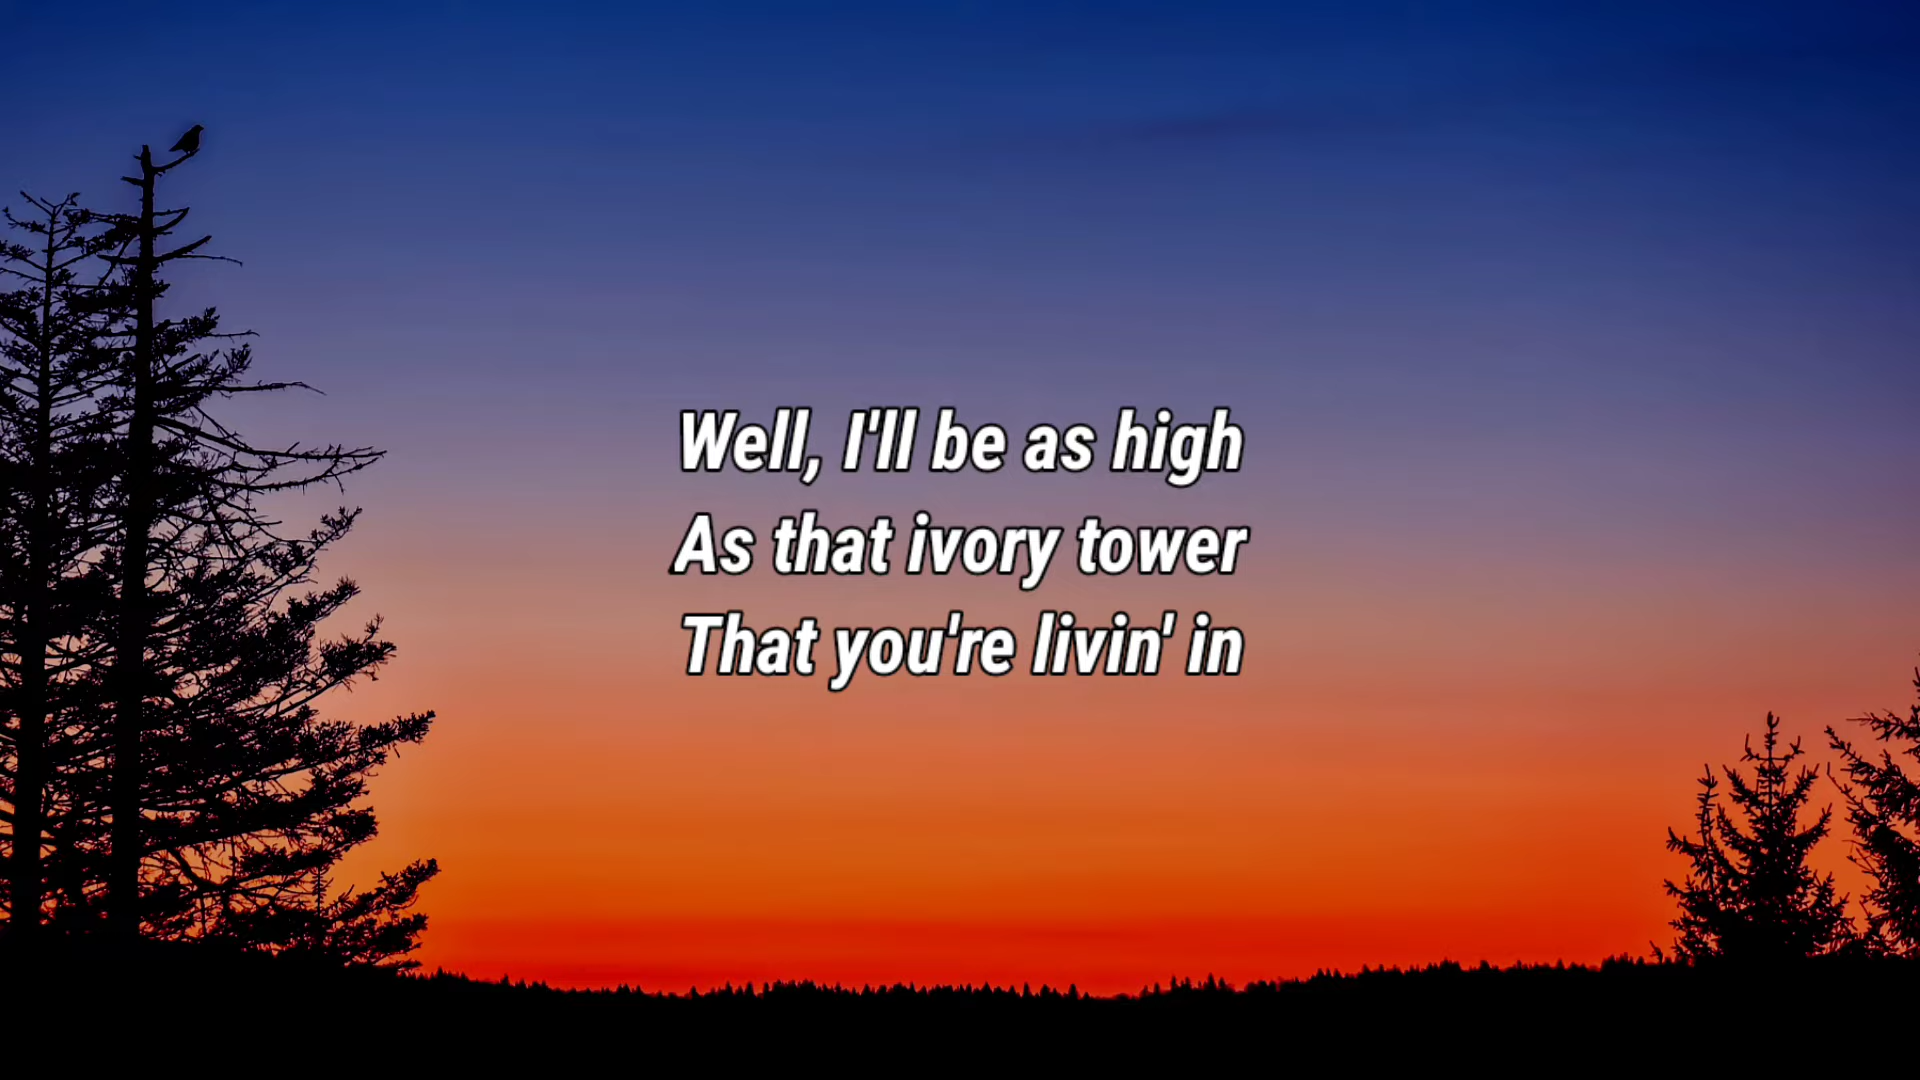 Well, I'll be as high
As that ivory tower
That you're livin' in